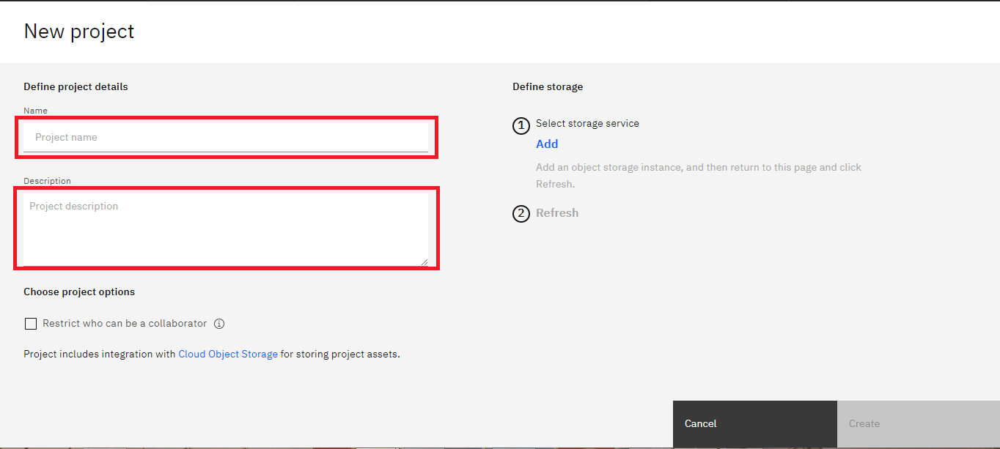 New project
Define project details
Name
Project name
Description
Project description
Choose project options
Restrict who can be a collaborator
Project includes integration with Cloud Object Storage for storing project assets.
Define storage
1 Select storage service
Add
Add an object storage instance, and then return to this page and click
Refresh.
2 Refresh
Cancel
Create